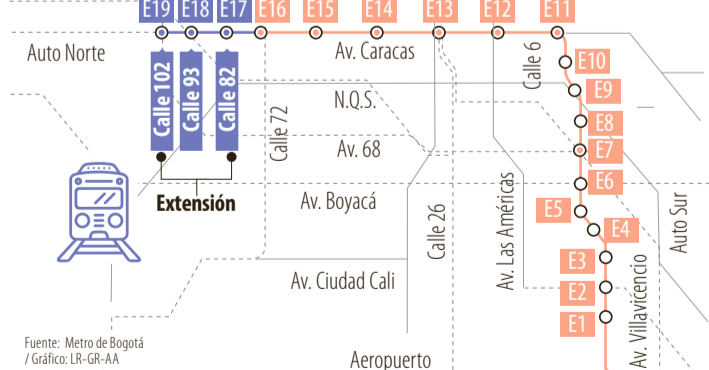 E19 E18 E17 E16 E15 E14 E13 E12 E11
Auto Norte
Av. Caracas
Calle 6
E10
Calle 102
Calle 93
Calle 82
Calle 72
N.Q.S.
E9
E8
Av. 68
E7
E6
Extensión
Av. Boyacá
Calle 26
Av. Las Américas
E5
E4
Auto Sur
E3
Av. Ciudad Cali
E2
Av. Villavicencio
E1
Fuente: Metro de Bogotá
/ Gráfico: LR-GR-AA
Aeropuerto